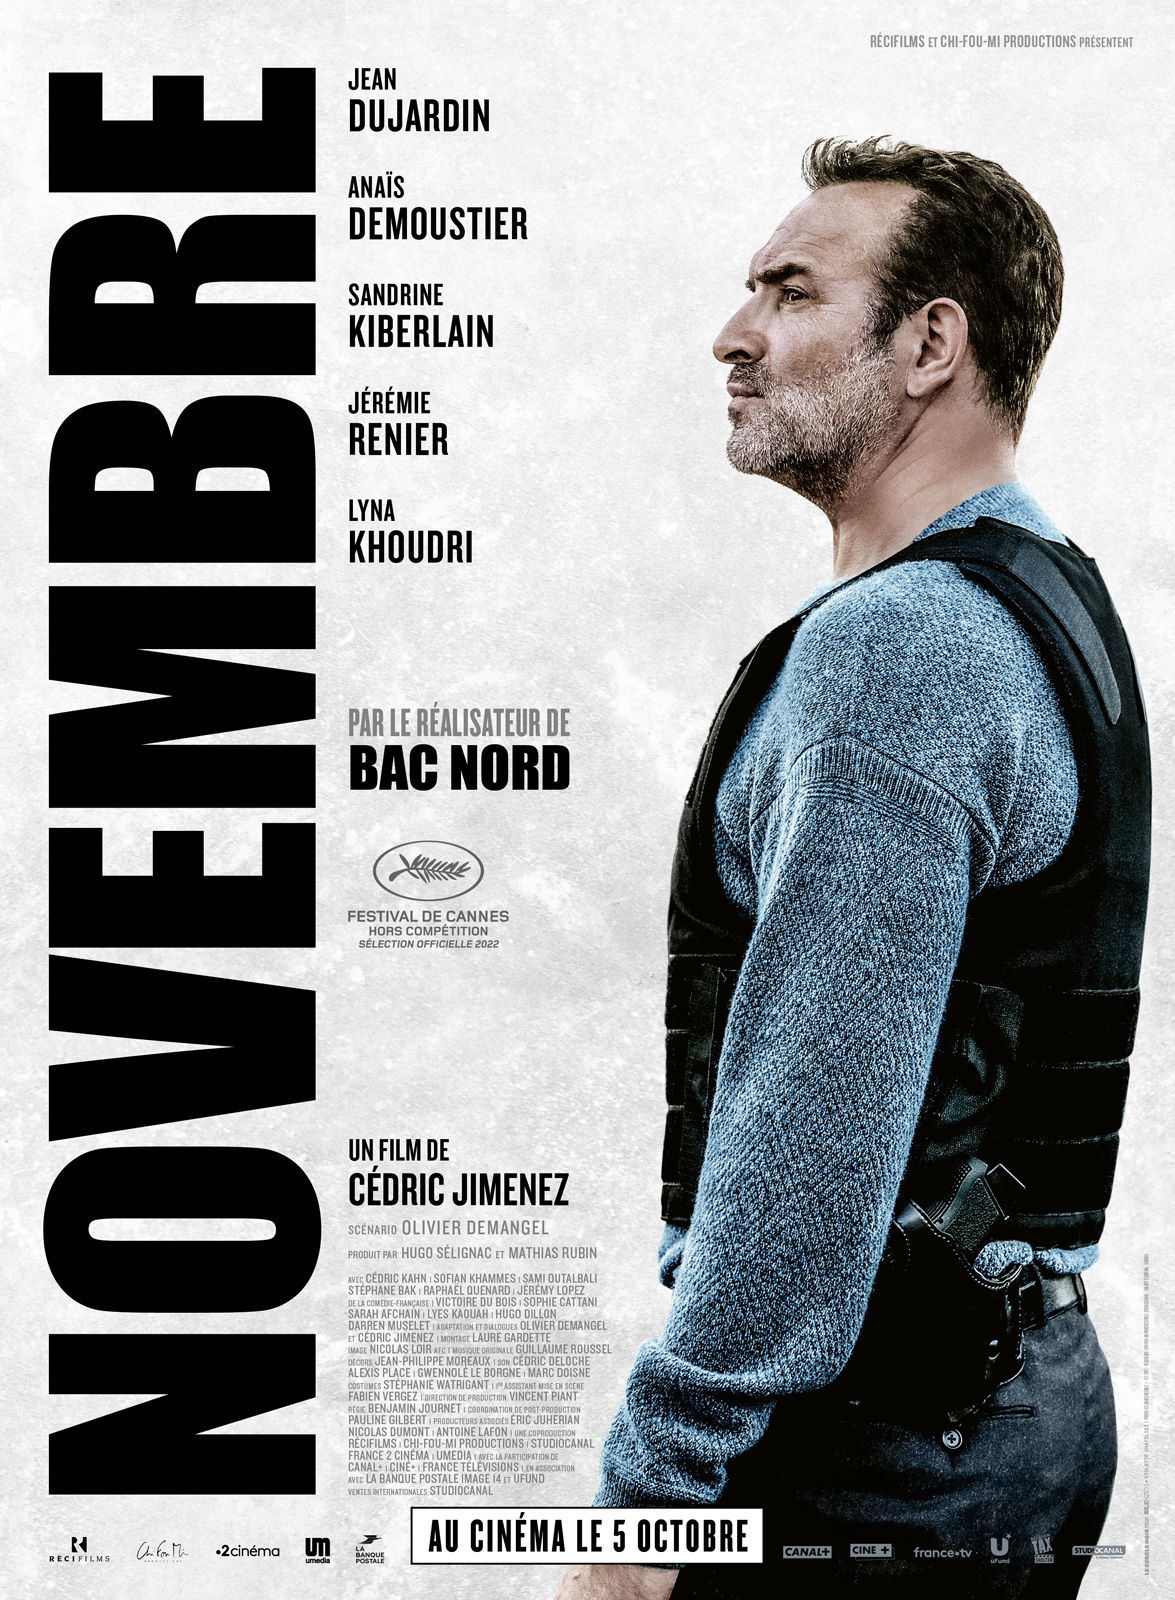 RÉCIFILMS ET CHI-FOU-MI PRODUCTIONS PRÉSENTENT
NOVEMBRE
JEAN
DUJARDIN
ANAÏS
DEMOUSTIER
SANDRINE
KIBERLAIN
JÉRÉMIE
RENIER
LYNA
KHOUDRI
PAR LE RÉALISATEUR DE
BAC NORD
FESTIVAL DE CANNES
HORS COMPÉTITION
SÉLECTION OFFICIELLE 2022
UN FILM DE
CÉDRIC JIMENEZ
SCÉNARIO OLIVIER DEMANGEL
PRODUIT PAR HUGO SÉLIGNAC ET MATHIAS RUBIN
AVEC CÉDRIC KAHN | SOFIAN KHAMMES | SAMI OUTALBALI
STÉPHANE BAK | RAPHAËL QUENARD | JÉRÉMY LOPEZ
DE LA COMÉDIE-FRANÇAISE | VICTOIRE DU BOIS | SOPHIE CATTANI
SARAH AFCHAIN | LYES KAOUAH | HUGO DILLON
DARREN MUSELET | ADAPTATION ET DIALOGUES OLIVIER DEMANGEL
ET CÉDRIC JIMENEZ | MONTAGE LAURE GARDETTE
IMAGE NICOLAS LOIR AFC | MUSIQUE ORIGINALE GUILLAUME ROUSSEL
DÉCORS JEAN-PHILIPPE MOREAUX | SON CÉDRIC DELOCHE
ALEXIS PLACE | GWENNOLÉ LE BORGNE | MARC DOISNE
COSTUMES STÉPHANIE WATRIGANT | 1ER ASSISTANT MISE EN SCÈNE
FABIEN VERGEZ | DIRECTION DE PRODUCTION VINCENT PIANT
RÉGIE BENJAMIN JOURNET | COORDINATION DE POST-PRODUCTION
PAULINE GILBERT | PRODUCTEURS ASSOCIÉS ÉRIC JUHERIAN
NICOLAS DUMONT | ANTOINE LAFON | UNE COPRODUCTION
RÉCIFILMS | CHI-FOU-MI PRODUCTIONS | STUDIOCANAL
FRANCE 2 CINÉMA | UMEDIA | AVEC LA PARTICIPATION DE
CANAL+ | CINÉ+ | FRANCE TÉLÉVISIONS | EN ASSOCIATION
AVEC LA BANQUE POSTALE IMAGE 14 ET UFUND
VENTES INTERNATIONALES STUDIOCANAL
AU CINÉMA LE 5 OCTOBRE
RÉCIFILMS
Chi Fou Mi
PRODUCTIONS
•2cinéma
um
umedia
LA
BANQUE
POSTALE
CANAL+
CINE +
france•tv
U
uFund
TAX
SHELTER
STUDIOCANAL